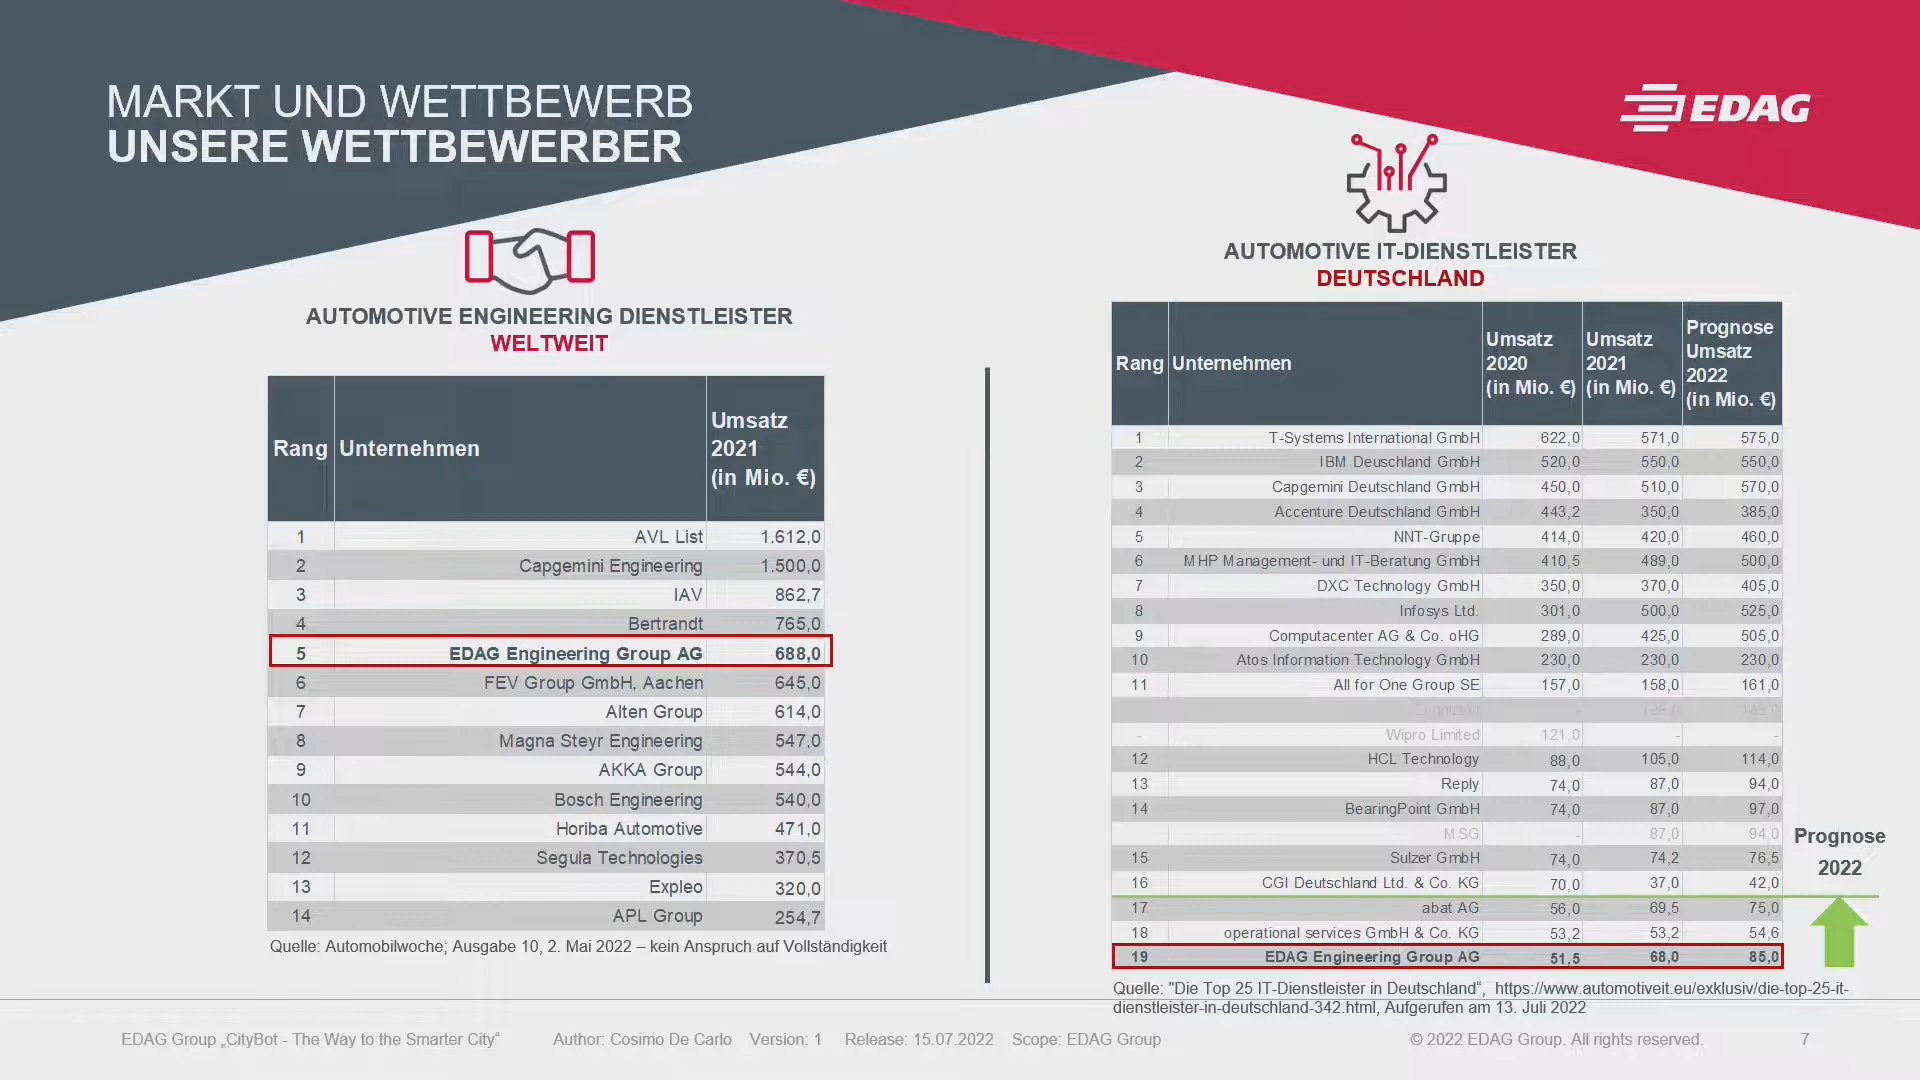 MARKT UND WETTBEWERB
UNSERE WETTBEWERBER
EDAG
AUTOMOTIVE ENGINEERING DIENSTLEISTER
WELTWEIT
Rang Unternehmen Umsatz 2021 (in Mio. €)
1 AVL List 1.612,0
2 Capgemini Engineering 1.500,0
3 IAV 862,7
4 Bertrandt 765,0
5 EDAG Engineering Group AG 688,0
6 FEV Group GmbH, Aachen 645,0
7 Alten Group 614,0
8 Magna Steyr Engineering 547,0
9 AKKA Group 544,0
10 Bosch Engineering 540,0
11 Horiba Automotive 471,0
12 Segula Technologies 370,5
13 Expleo 320,0
14 APL Group 254,7
Quelle: Automobilwoche; Ausgabe 10, 2. Mai 2022 – kein Anspruch auf Vollständigkeit
AUTOMOTIVE IT-DIENSTLEISTER
DEUTSCHLAND
Rang Unternehmen Umsatz 2020 (in Mio. €) Umsatz 2021 (in Mio. €) Prognose Umsatz 2022 (in Mio. €)
1 T-Systems International GmbH 622,0 571,0 575,0
2 IBM Deuschland GmbH 520,0 550,0 550,0
3 Capgemini Deutschland GmbH 450,0 510,0 570,0
4 Accenture Deutschland GmbH 443,2 350,0 385,0
5 NNT-Gruppe 414,0 420,0 460,0
6 MHP Management- und IT-Beratung GmbH 410,5 489,0 500,0
7 DXC Technology GmbH 350,0 370,0 405,0
8 Infosys Ltd. 301,0 500,0 525,0
9 Computacenter AG & Co. oHG 289,0 425,0 505,0
10 Atos Information Technology GmbH 230,0 230,0 230,0
11 All for One Group SE 157,0 158,0 161,0
- Wipro Limited 121,0 - -
12 HCL Technology 88,0 105,0 114,0
13 Reply 74,0 87,0 94,0
14 BearingPoint GmbH 74,0 87,0 97,0
MSG - 87,0 94,0
15 Sulzer GmbH 74,0 74,2 76,5
16 CGI Deutschland Ltd. & Co. KG 70,0 37,0 42,0
17 abat AG 56,0 69,5 75,0
18 operational services GmbH & Co. KG 53,2 53,2 54,6
19 EDAG Engineering Group AG 51,5 68,0 85,0
Prognose
2022
Quelle: "Die Top 25 IT-Dienstleister in Deutschland“, https://www.automotiveit.eu/exklusiv/die-top-25-it-
dienstleister-in-deutschland-342.html, Aufgerufen am 13. Juli 2022
EDAG Group „CityBot - The Way to the Smarter City“ Author: Cosimo De Carlo Version: 1 Release: 15.07.2022 Scope: EDAG Group © 2022 EDAG Group. All rights reserved. 7